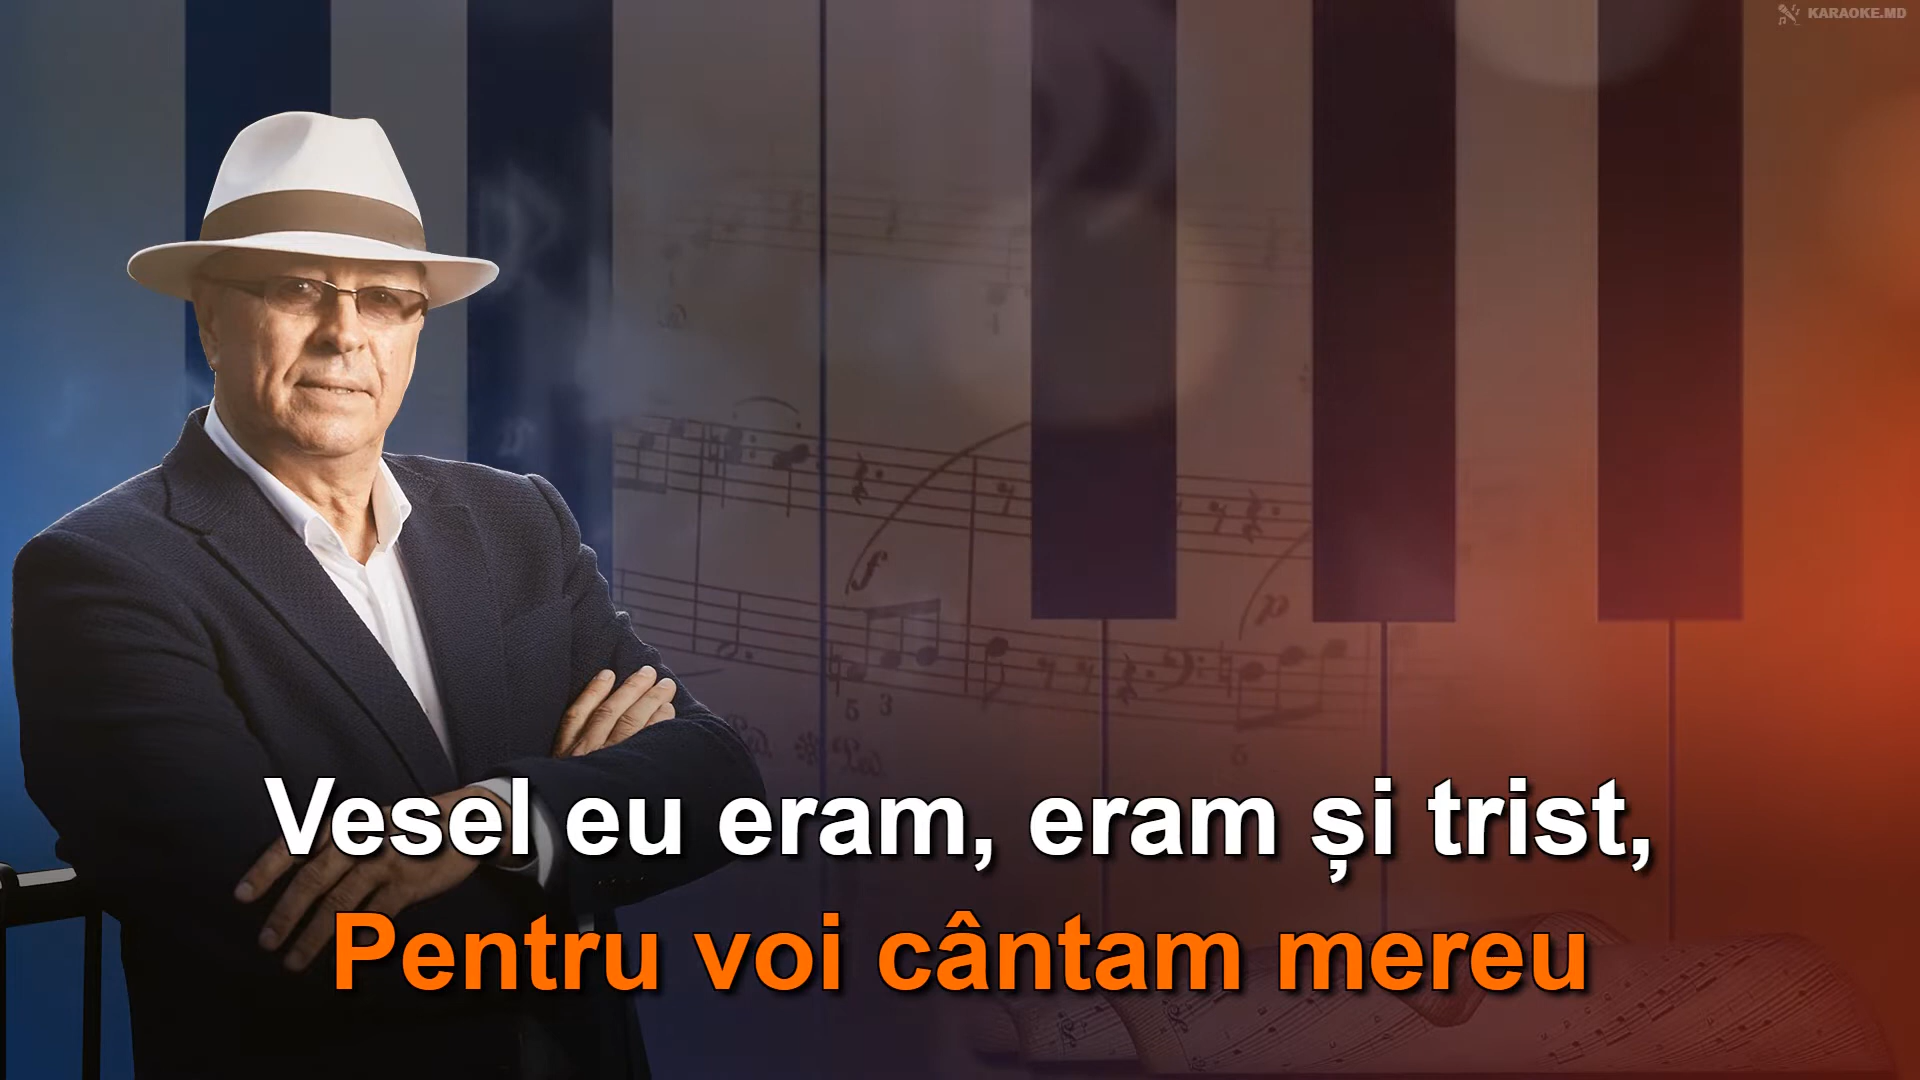 KARAOKE.MD
Vesel eu eram, eram și trist,
Pentru voi cântam mereu